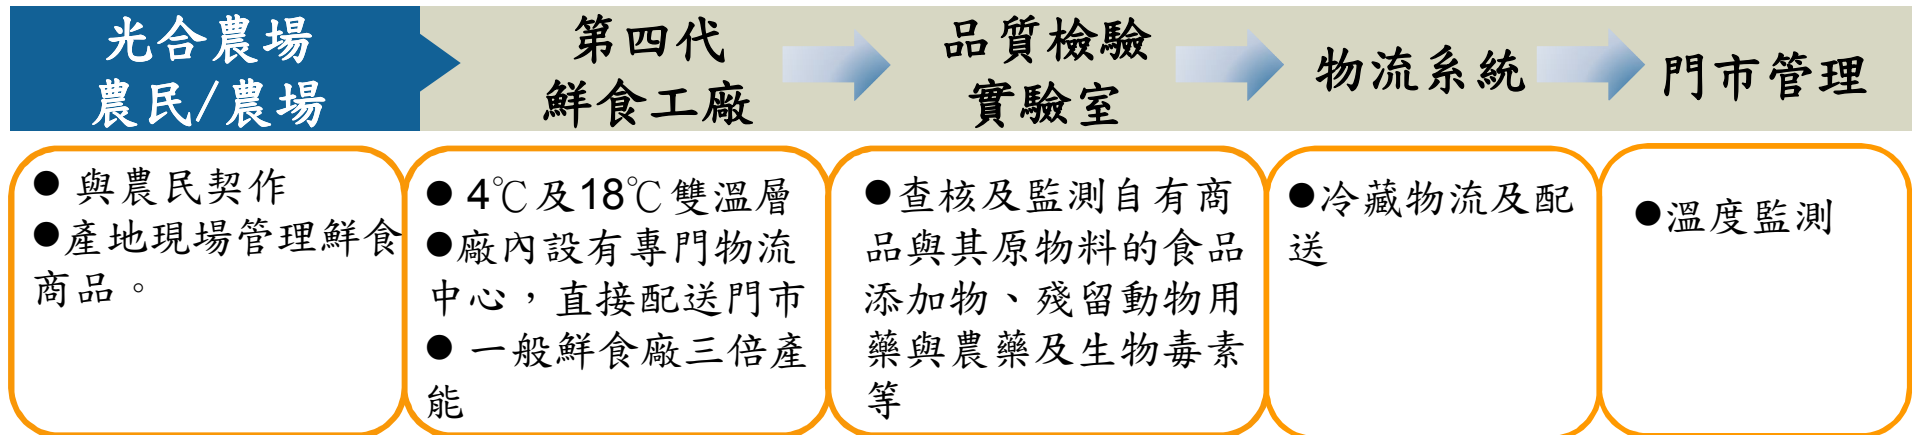 光合農場
農民/農場
第四代
鮮食工廠
品質檢驗
實驗室
物流系統
門市管理
● 與農民契作
●產地現場管理鮮食
商品。
● 4℃及18℃雙溫層
●廠內設有專門物流
中心，直接配送門市
● 一般鮮食廠三倍產
能
●查核及監測自有商
品與其原物料的食品
添加物、殘留動物用
藥與農藥及生物毒素
等
●冷藏物流及配
送
●溫度監測